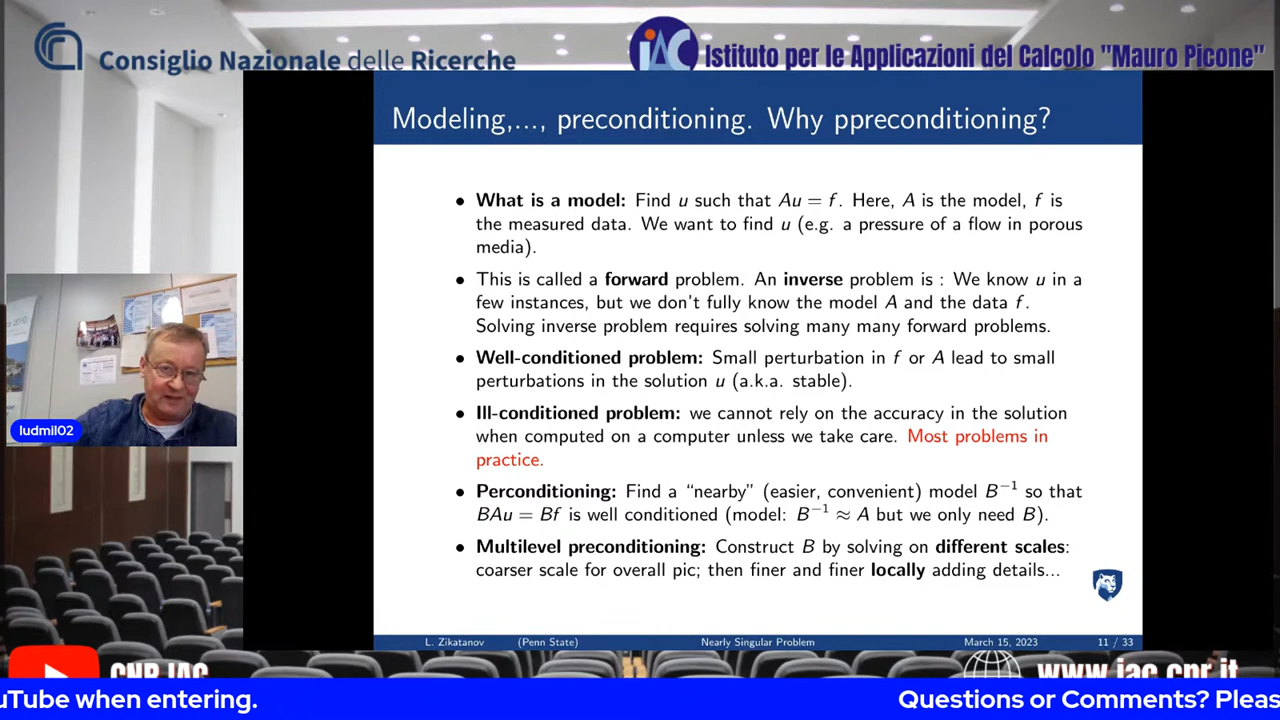 Consiglio Nazionale delle Ricerche
iAC Istituto per le Applicazioni del Calcolo "Mauro Picone"
Modeling,..., preconditioning. Why ppreconditioning?
• What is a model: Find u such that Au = f. Here, A is the model, f is
the measured data. We want to find u (e.g. a pressure of a flow in porous
media).
• This is called a forward problem. An inverse problem is : We know u in a
few instances, but we don't fully know the model A and the data f.
Solving inverse problem requires solving many many forward problems.
• Well-conditioned problem: Small perturbation in f or A lead to small
perturbations in the solution u (a.k.a. stable).
• Ill-conditioned problem: we cannot rely on the accuracy in the solution
when computed on a computer unless we take care. Most problems in
practice.
• Perconditioning: Find a “nearby” (easier, convenient) model B⁻¹ so that
BAu = Bf is well conditioned (model: B⁻¹ ≈ A but we only need B).
• Multilevel preconditioning: Construct B by solving on different scales:
coarser scale for overall pic; then finer and finer locally adding details...
ludmil02
L. Zikatanov (Penn State) Nearly Singular Problem March 15, 2023 11 / 33
CNR IAC
www.iac.cnr.it
uTube when entering.
Questions or Comments? Pleas